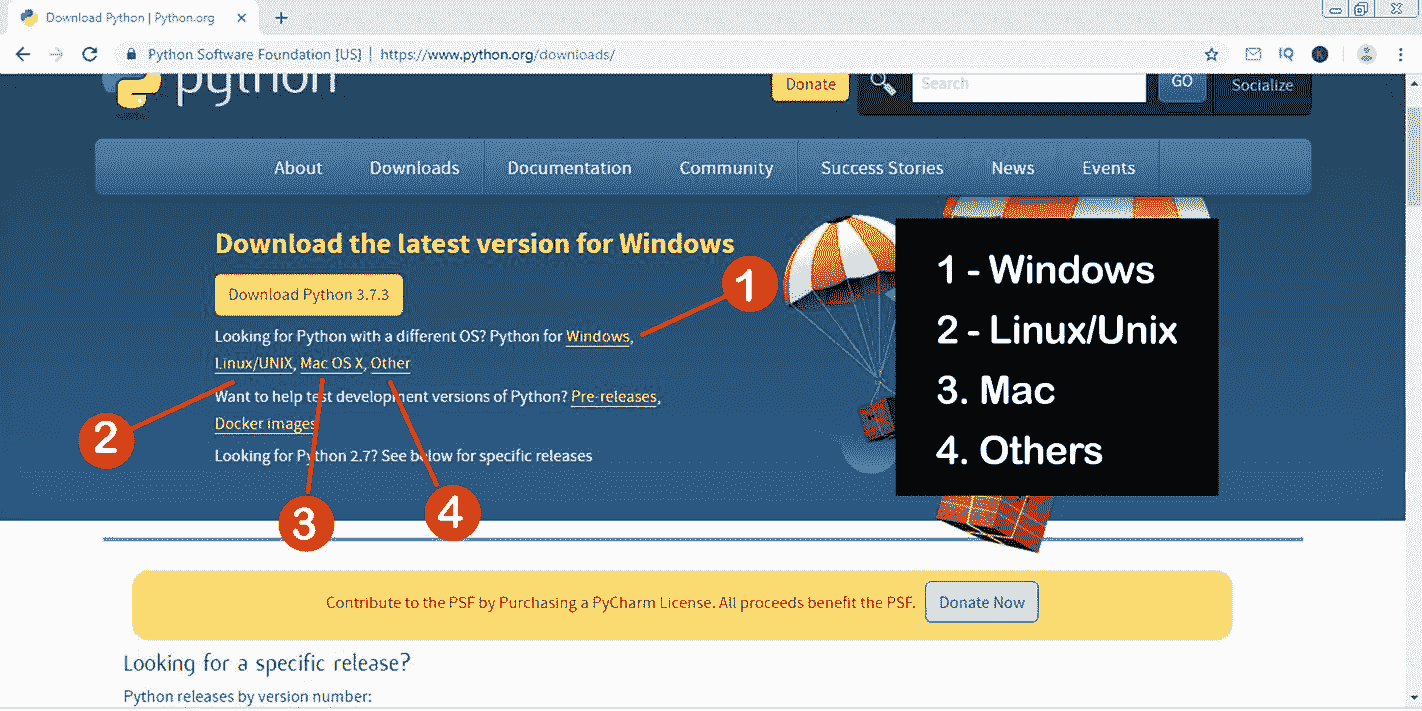 Download Python | Python.org
Python Software Foundation [US] | https://www.python.org/downloads/
IQ
K
python
Donate
Search
GO
Socialize
About Downloads Documentation Community Success Stories News Events
Download the latest version for Windows
Download Python 3.7.3
Looking for Python with a different OS? Python for Windows,
Linux/UNIX, Mac OS X, Other
Want to help test development versions of Python? Pre-releases,
Docker images
Looking for Python 2.7? See below for specific releases
1
2
3
4
1 - Windows
2 - Linux/Unix
3. Mac
4. Others
Contribute to the PSF by Purchasing a PyCharm License. All proceeds benefit the PSF.
Donate Now
Looking for a specific release?
Python releases by version number: